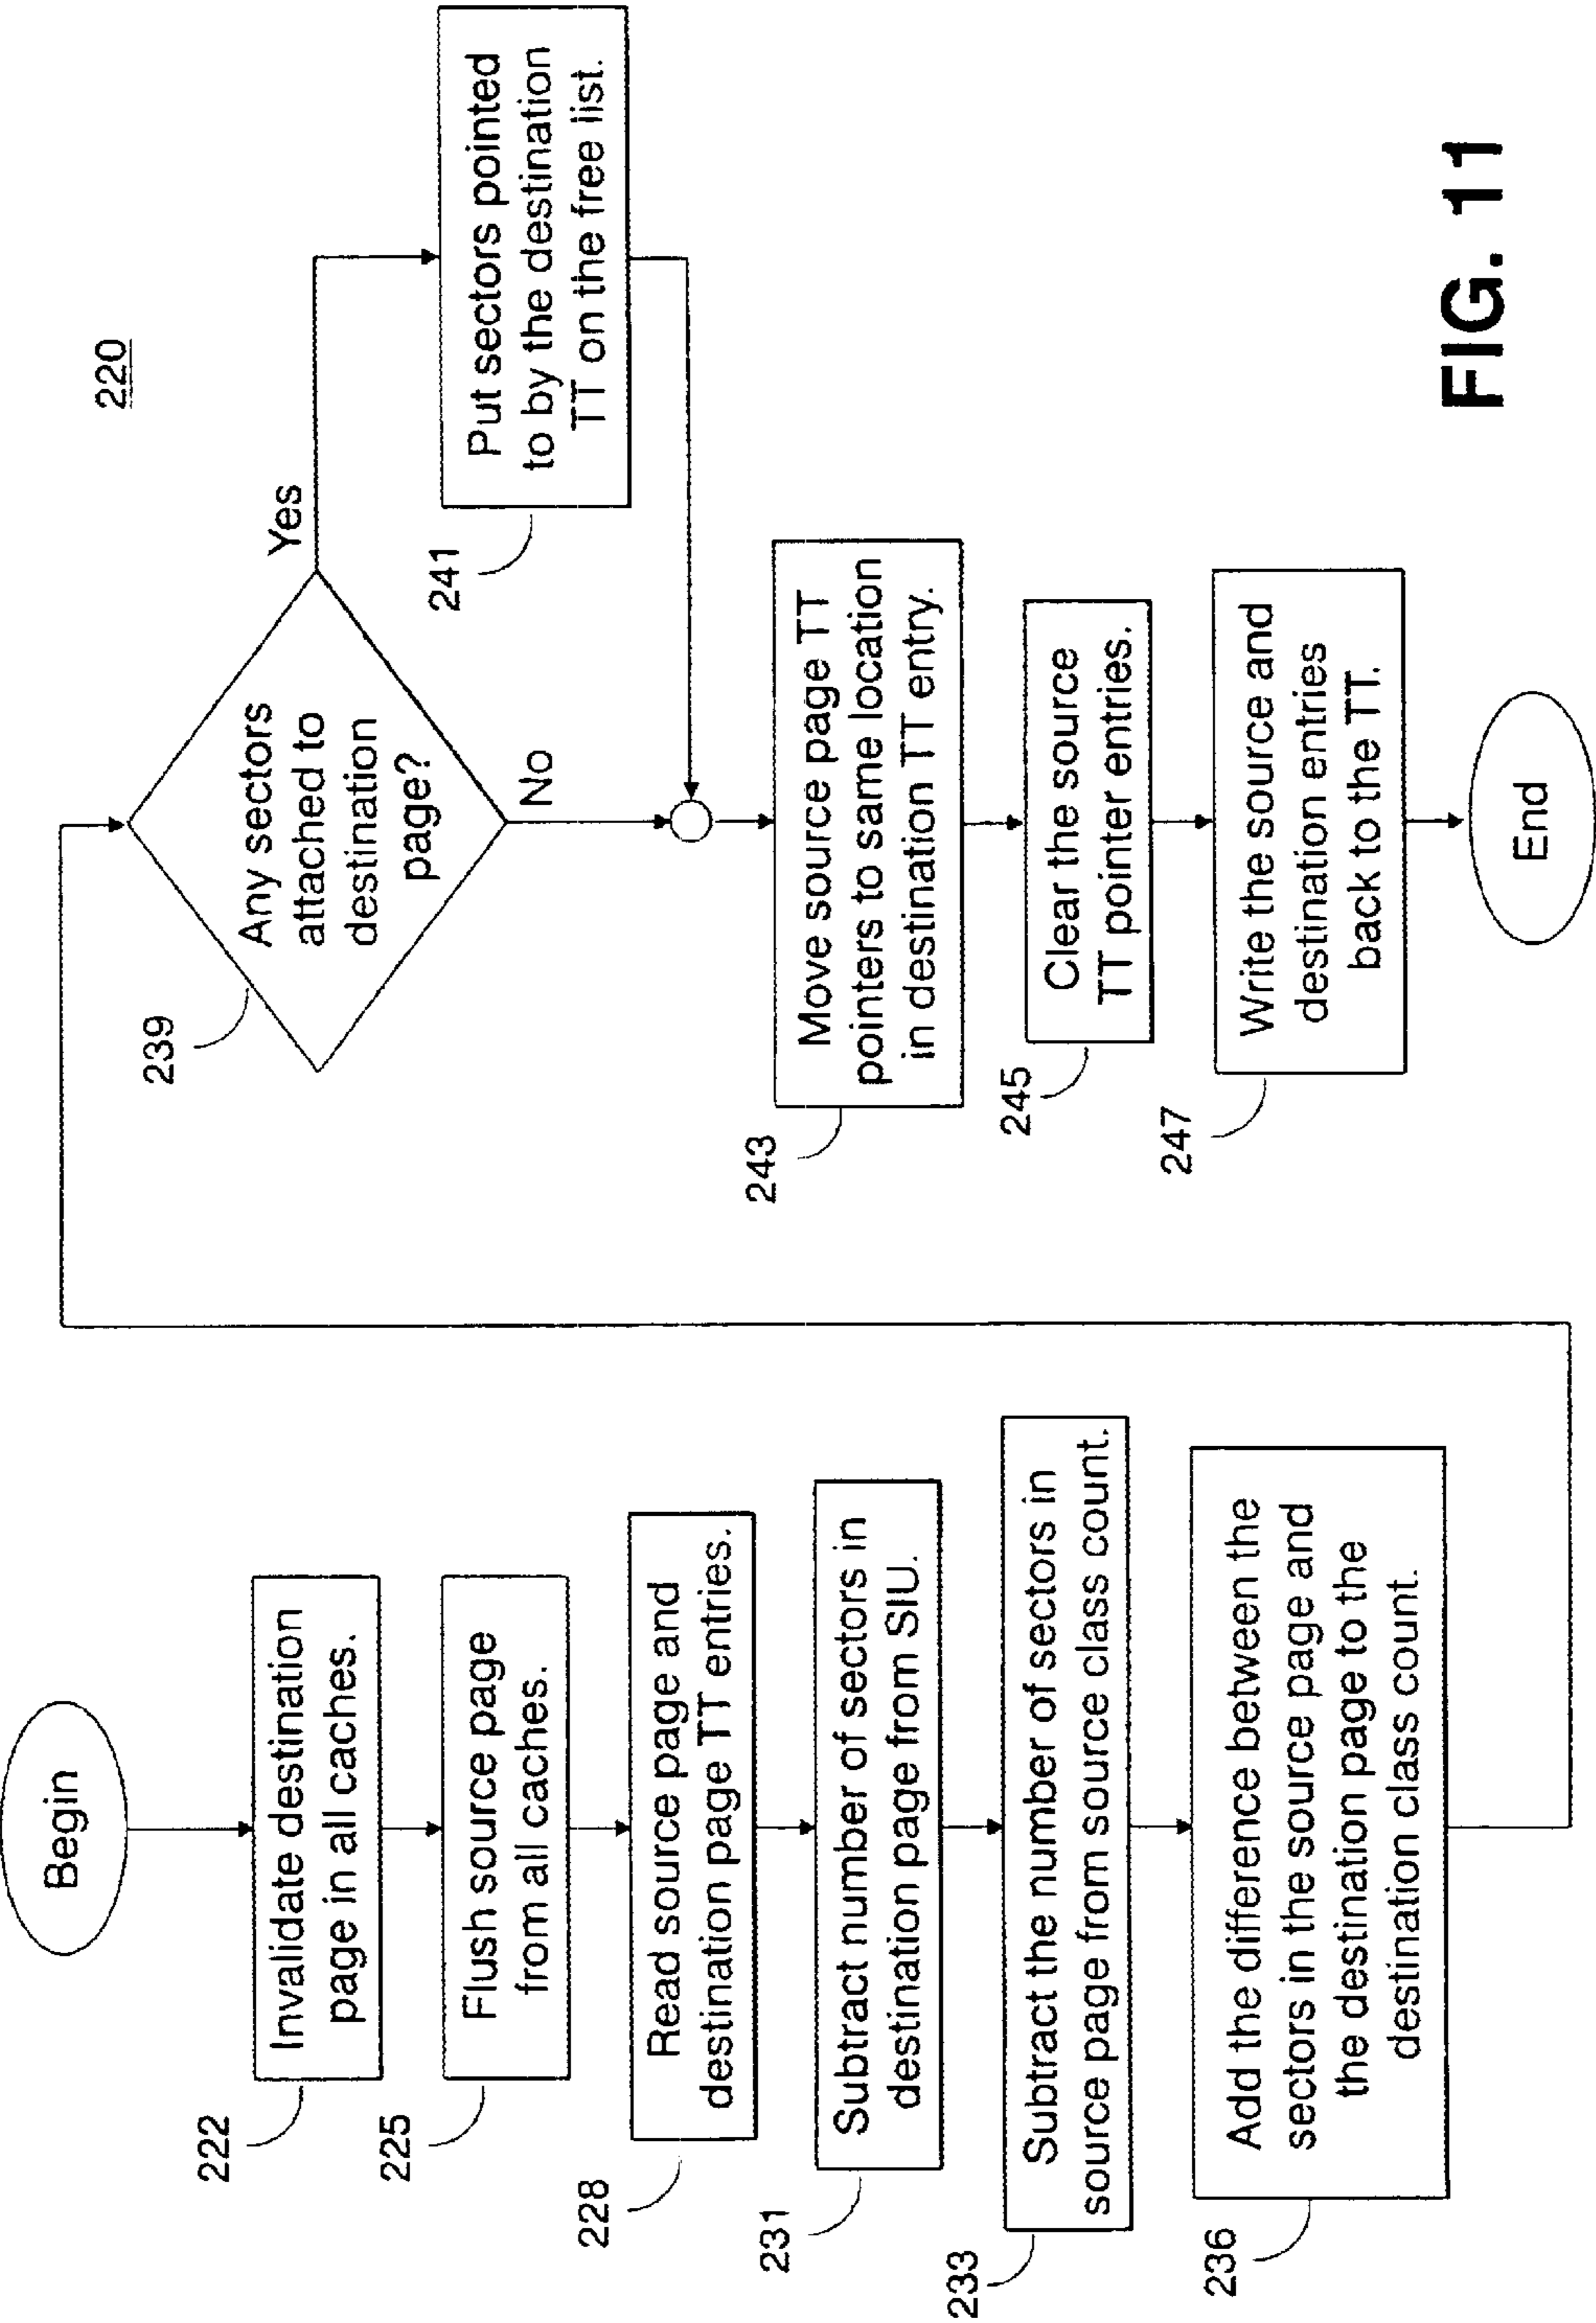 220
Begin
222
Invalidate destination
page in all caches.
225
Flush source page
from all caches.
228
Read source page and
destination page TT entries.
231
Subtract number of sectors in
destination page from SIU.
233
Subtract the number of sectors in
source page from source class count.
236
Add the difference between the
sectors in the source page and
the destination page to the
destination class count.
239
Any sectors
attached to
destination
page?
Yes
No
241
Put sectors pointed
to by the destination
TT on the free list.
243
Move source page TT
pointers to same location
in destination TT entry.
245
Clear the source
TT pointer entries.
247
Write the source and
destination entries
back to the TT.
End
FIG. 11